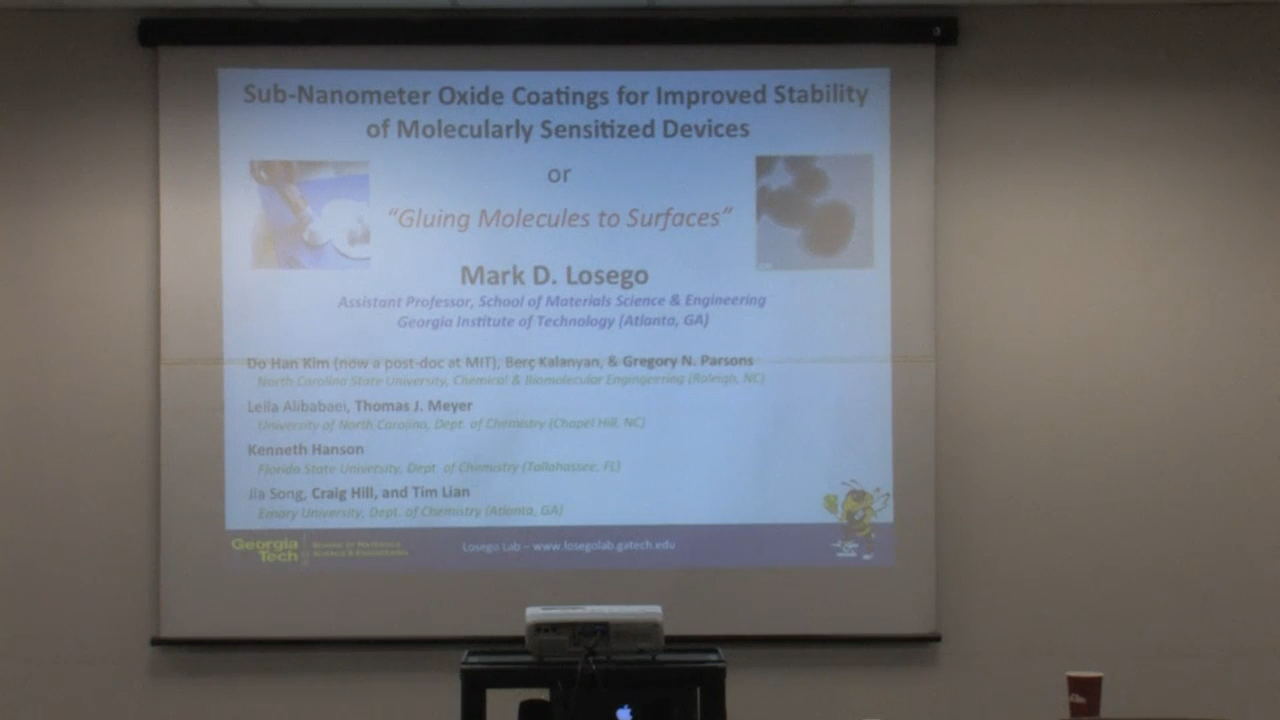 Sub-Nanometer Oxide Coatings for Improved Stability
of Molecularly Sensitized Devices
or
“Gluing Molecules to Surfaces”
Mark D. Losego
Assistant Professor, School of Materials Science & Engineering
Georgia Institute of Technology (Atlanta, GA)
Do Han Kim (now a post-doc at MIT), Berç Kalanyan, & Gregory N. Parsons
North Carolina State University, Chemical & Biomolecular Engingeering (Raleigh, NC)
Leila Alibabaei, Thomas J. Meyer
University of North Carolina, Dept. of Chemistry (Chapel Hill, NC)
Kenneth Hanson
Florida State University, Dept. of Chemistry (Tallahassee, FL)
Jia Song, Craig Hill, and Tim Lian
Emory University, Dept. of Chemistry (Atlanta, GA)
Georgia
Tech
School of Materials
Science & Engineering
Losego Lab – www.losegolab.gatech.edu